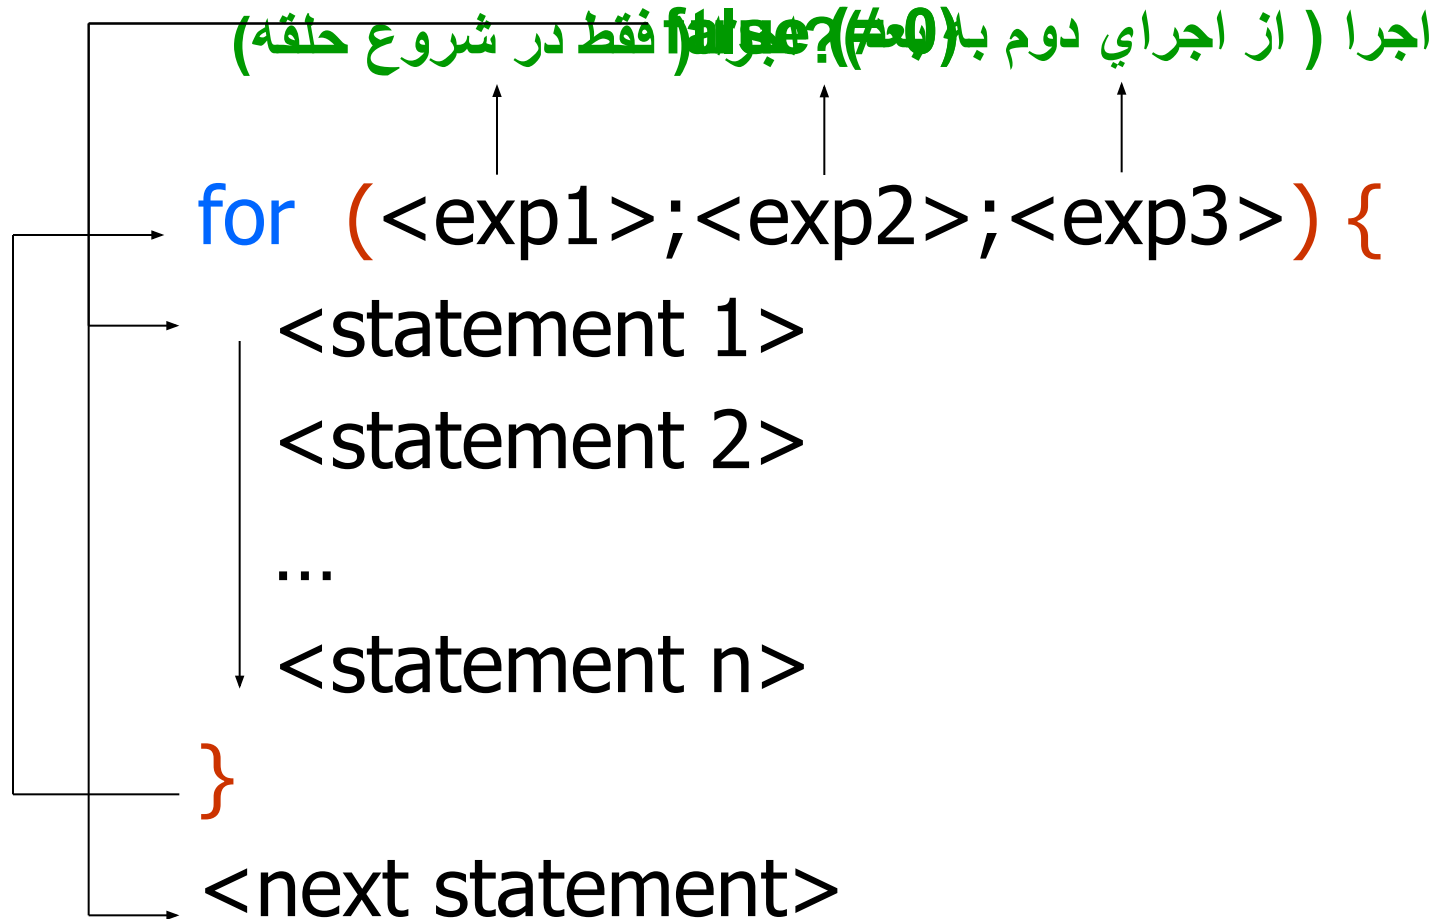 اجرا ( فقط در شروع حلقه) false اجرا ( از اجراي دوم به بعد)
for (<exp1>;<exp2>;<exp3>) {
<statement 1>
<statement 2>
...
<statement n>
}
<next statement>